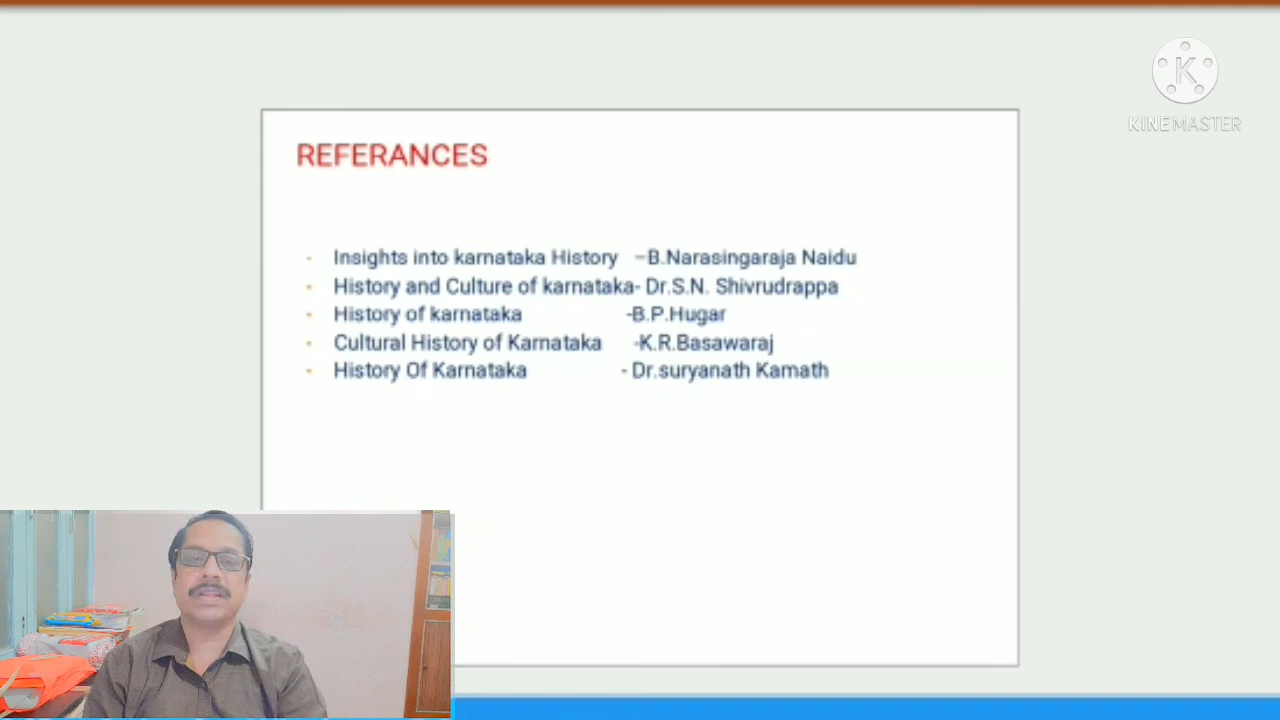 K
KINEMASTER
REFERANCES
- Insights into karnataka History –B.Narasingaraja Naidu
- History and Culture of karnataka- Dr.S.N. Shivrudrappa
- History of karnataka -B.P.Hugar
- Cultural History of Karnataka -K.R.Basawaraj
- History Of Karnataka - Dr.suryanath Kamath